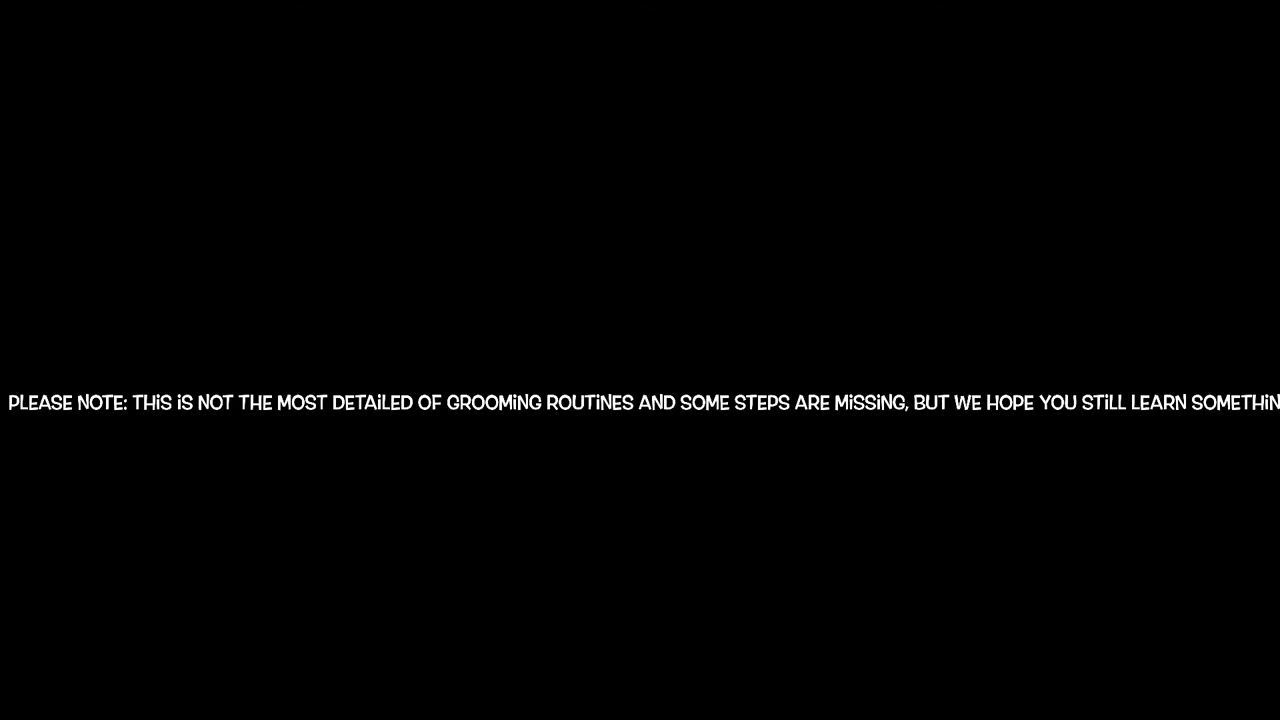 PLEASE NOTE: THiS iS NOT THE MOST DETAiLED OF GROOMiNG ROUTiNES AND SOME STEPS ARE MiSSiNG, BUT WE HOPE YOU STiLL LEARN SOMETHiN